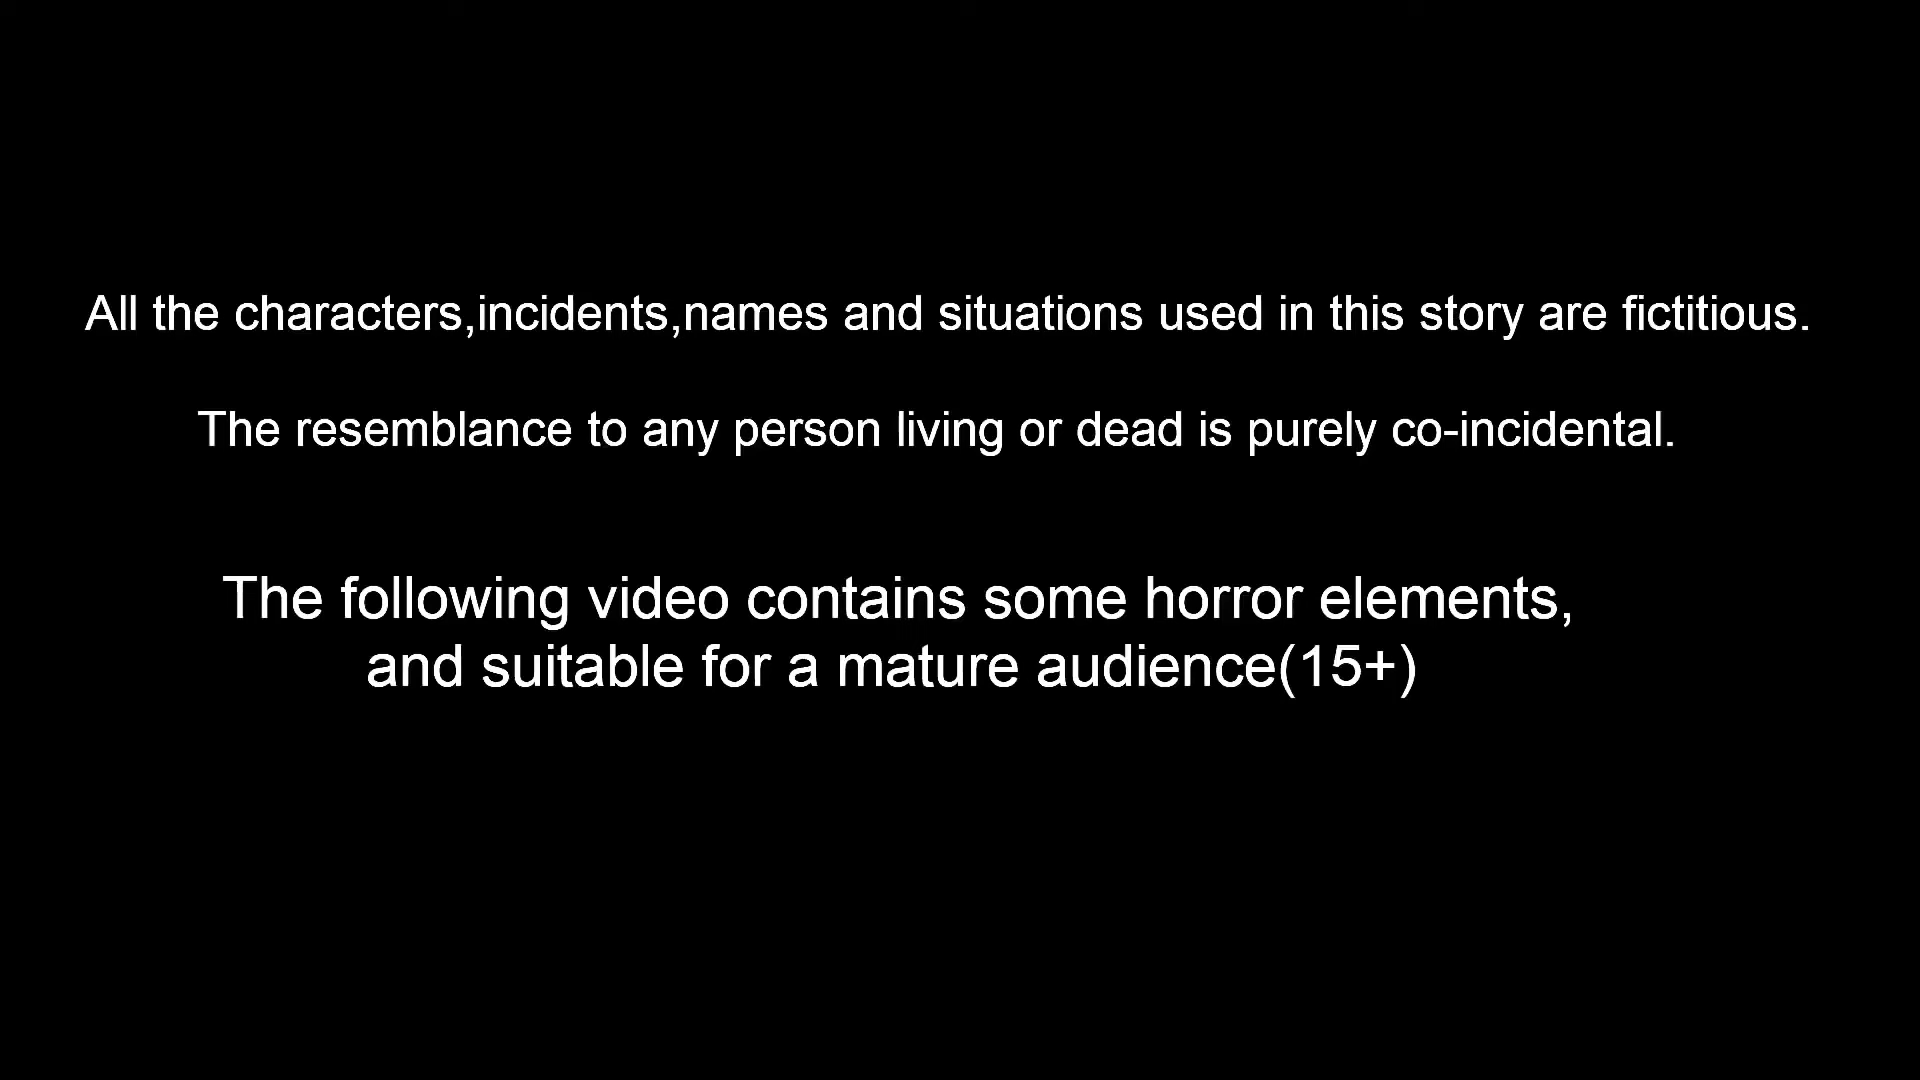 All the characters,incidents,names and situations used in this story are fictitious.
The resemblance to any person living or dead is purely co-incidental.
The following video contains some horror elements,
and suitable for a mature audience(15+)